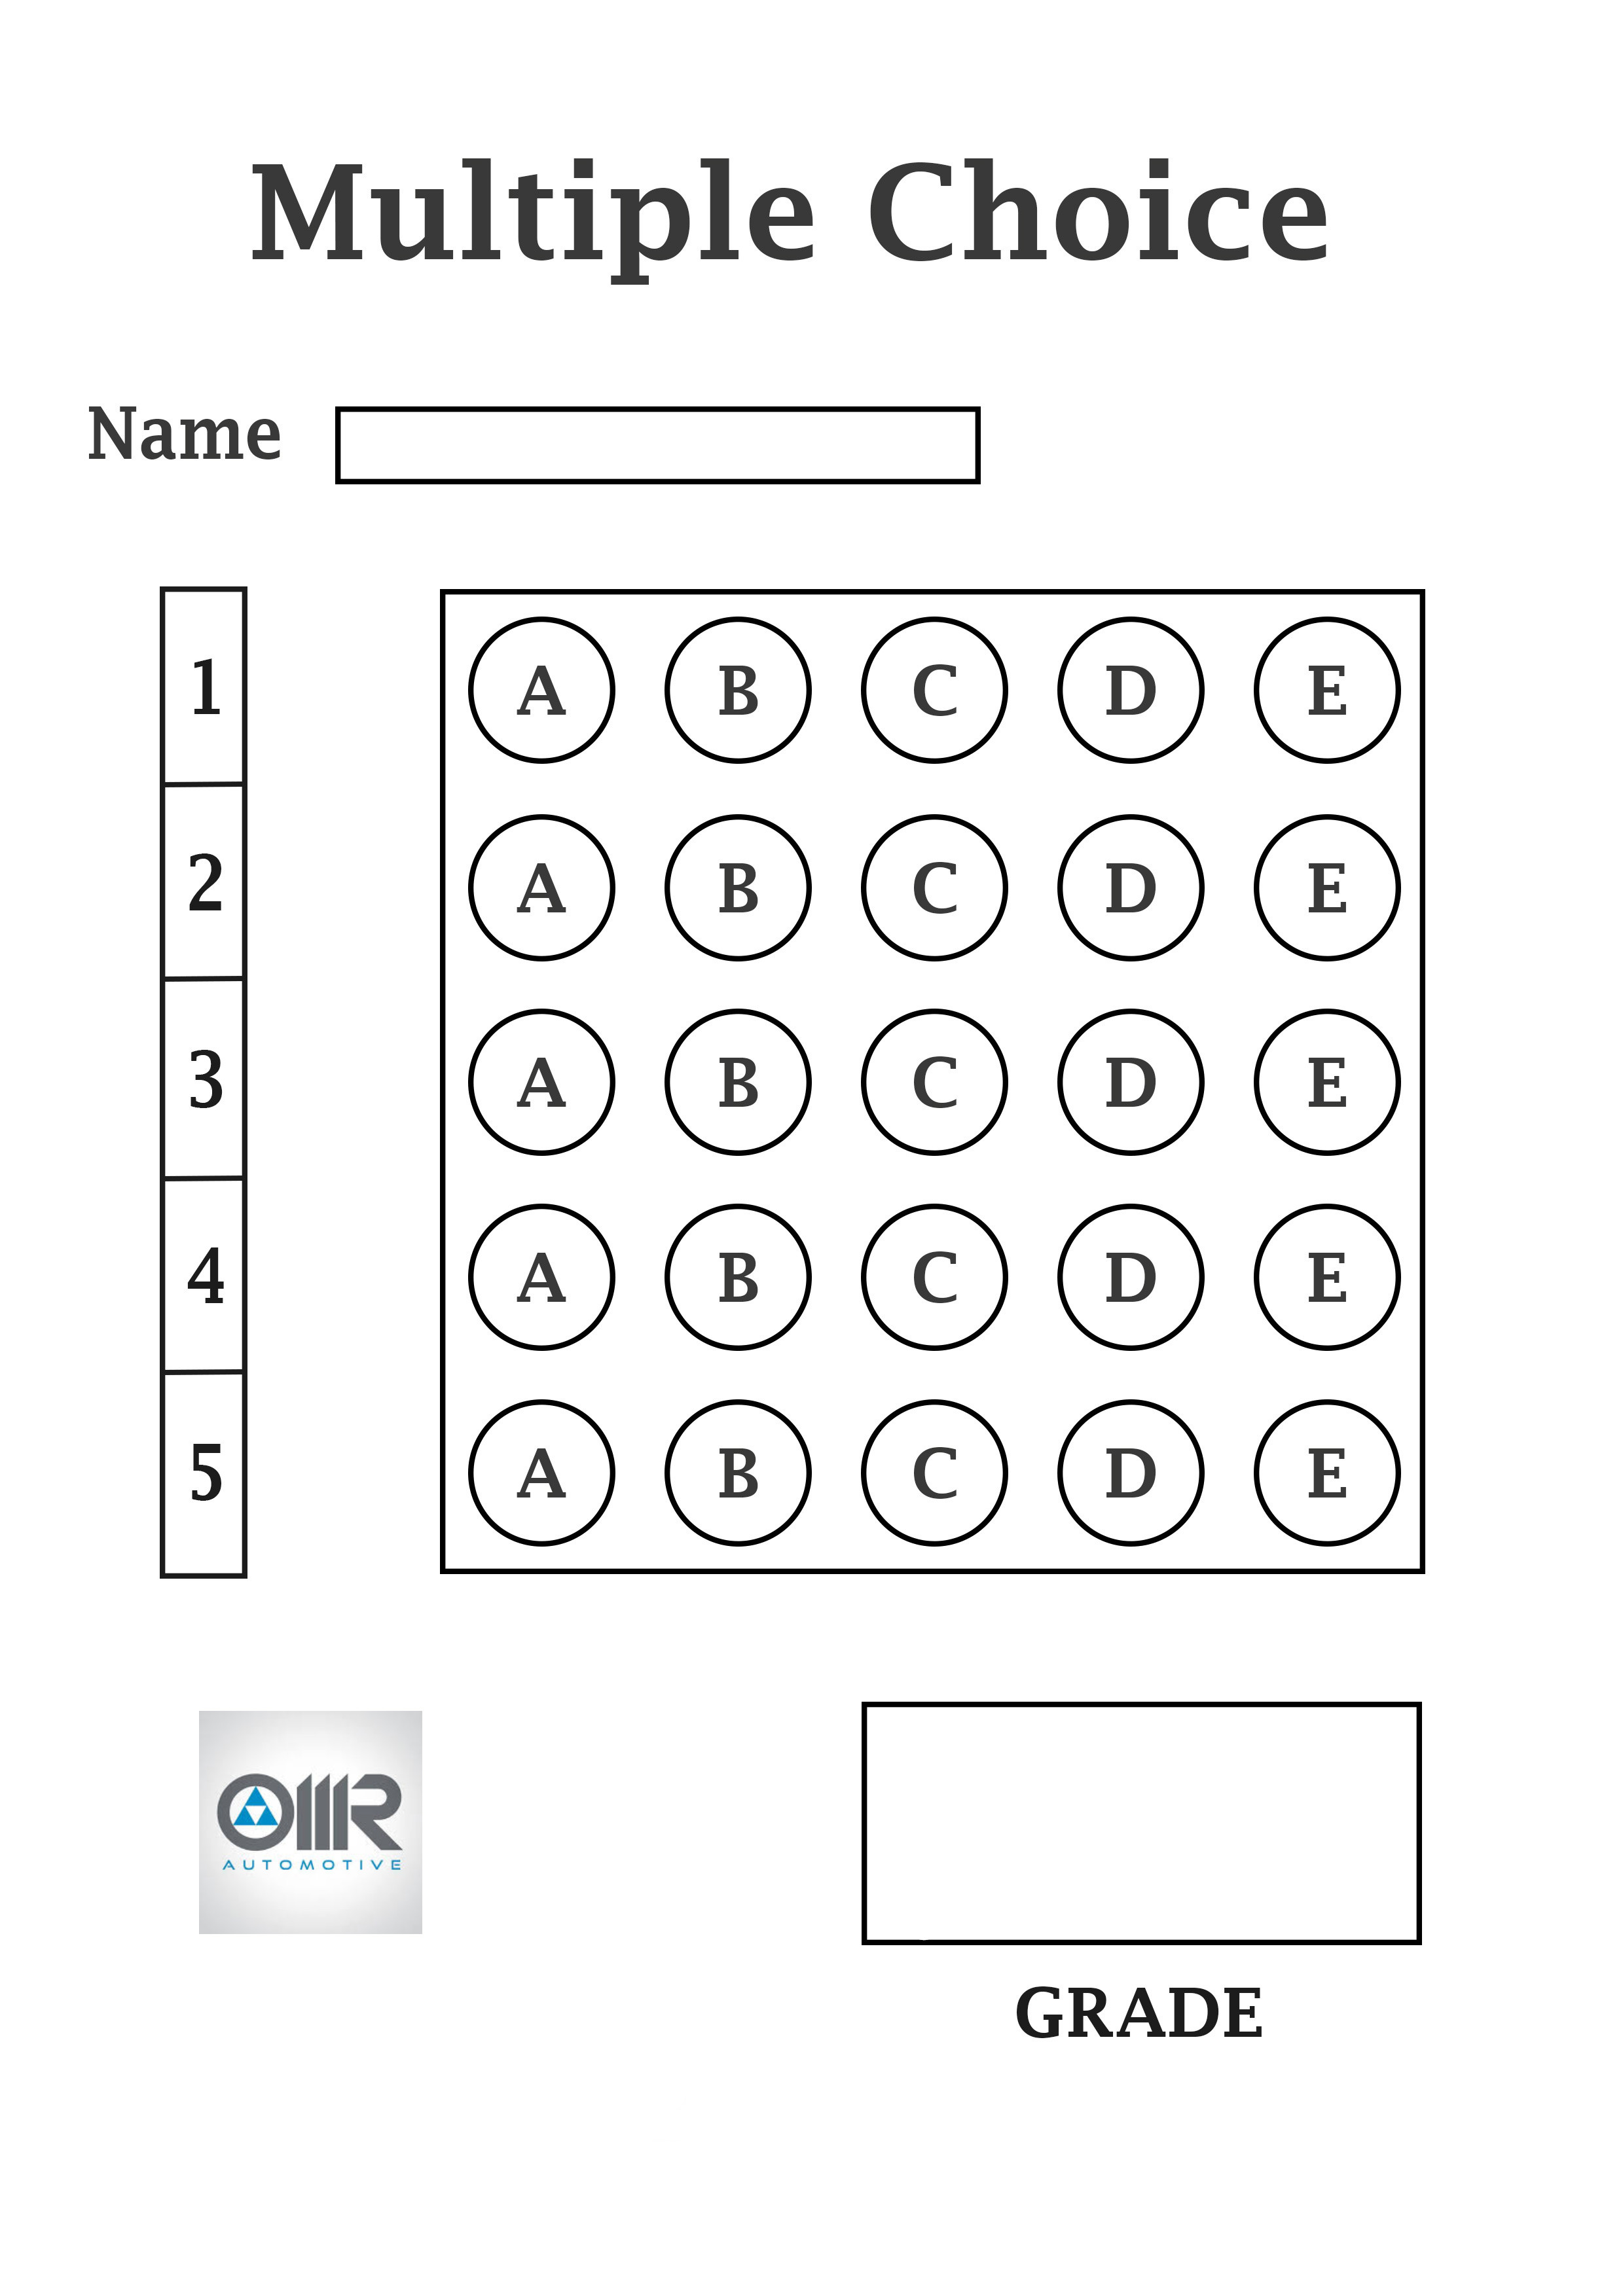 Multiple Choice
Name
1 A B C D E
2 A B C D E
3 A B C D E
4 A B C D E
5 A B C D E
OMR
AUTOMOTIVE
GRADE